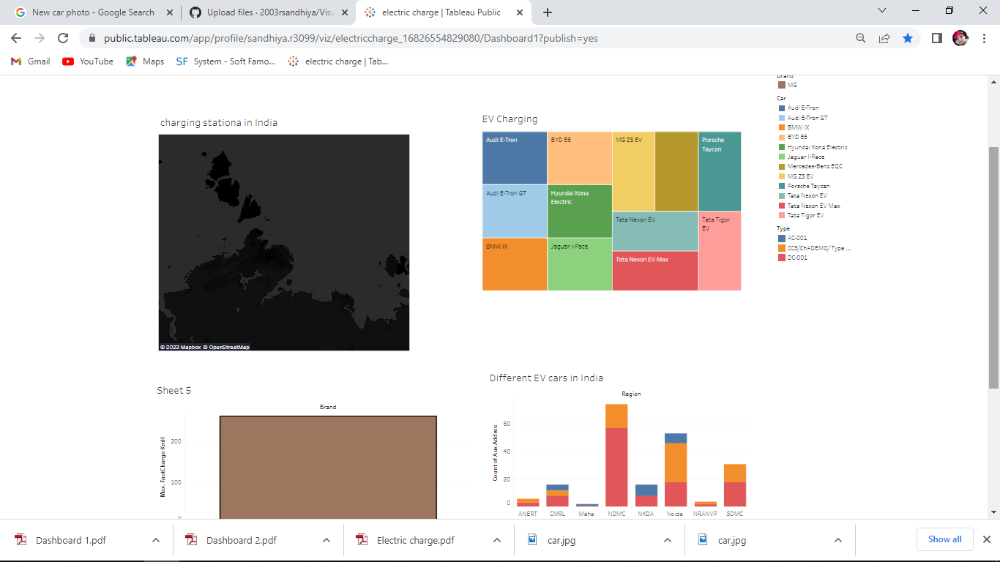 New car photo - Google Search
Upload files · 2003rsandhiya/Visu
electric charge | Tableau Public
public.tableau.com/app/profile/sandhiya.r3099/viz/electriccharge_16826554829080/Dashboard1?publish=yes
Gmail
YouTube
Maps
SF System - Soft Famo...
electric charge | Tab...
Brand
MG
Car
Audi E-Tron
Audi E-Tron GT
BMW iX
BYD E6
Hyundai Kona Electric
Jaguar I-Pace
Mercedes-Benz EQC
MG ZS EV
Porsche Taycan
Tata Nexon EV
Tata Nexon EV Max
Tata Tigor EV
Type
AC-001
CCS/CHADEMO/ Type ...
DC-001
charging stationa in India
© 2023 Mapbox © OpenStreetMap
EV Charging
Audi E-Tron
BYD E6
MG ZS EV
Porsche
Taycan
Audi E-Tron GT
Hyundai Kona
Electric
Tata Nexon EV
Tata Tigor
EV
BMW iX
Jaguar I-Pace
Tata Nexon EV Max
Sheet 5
Brand
Max. FastCharge KmH
200
100
0
Different EV cars in India
Region
Count of Aux Addres
60
40
20
0
ANERT
CMRL
Maha
NDMC
NKDA
Noida
NRANVP
SDMC
Dashboard 1.pdf
Dashboard 2.pdf
Electric charge.pdf
car.jpg
car.jpg
Show all